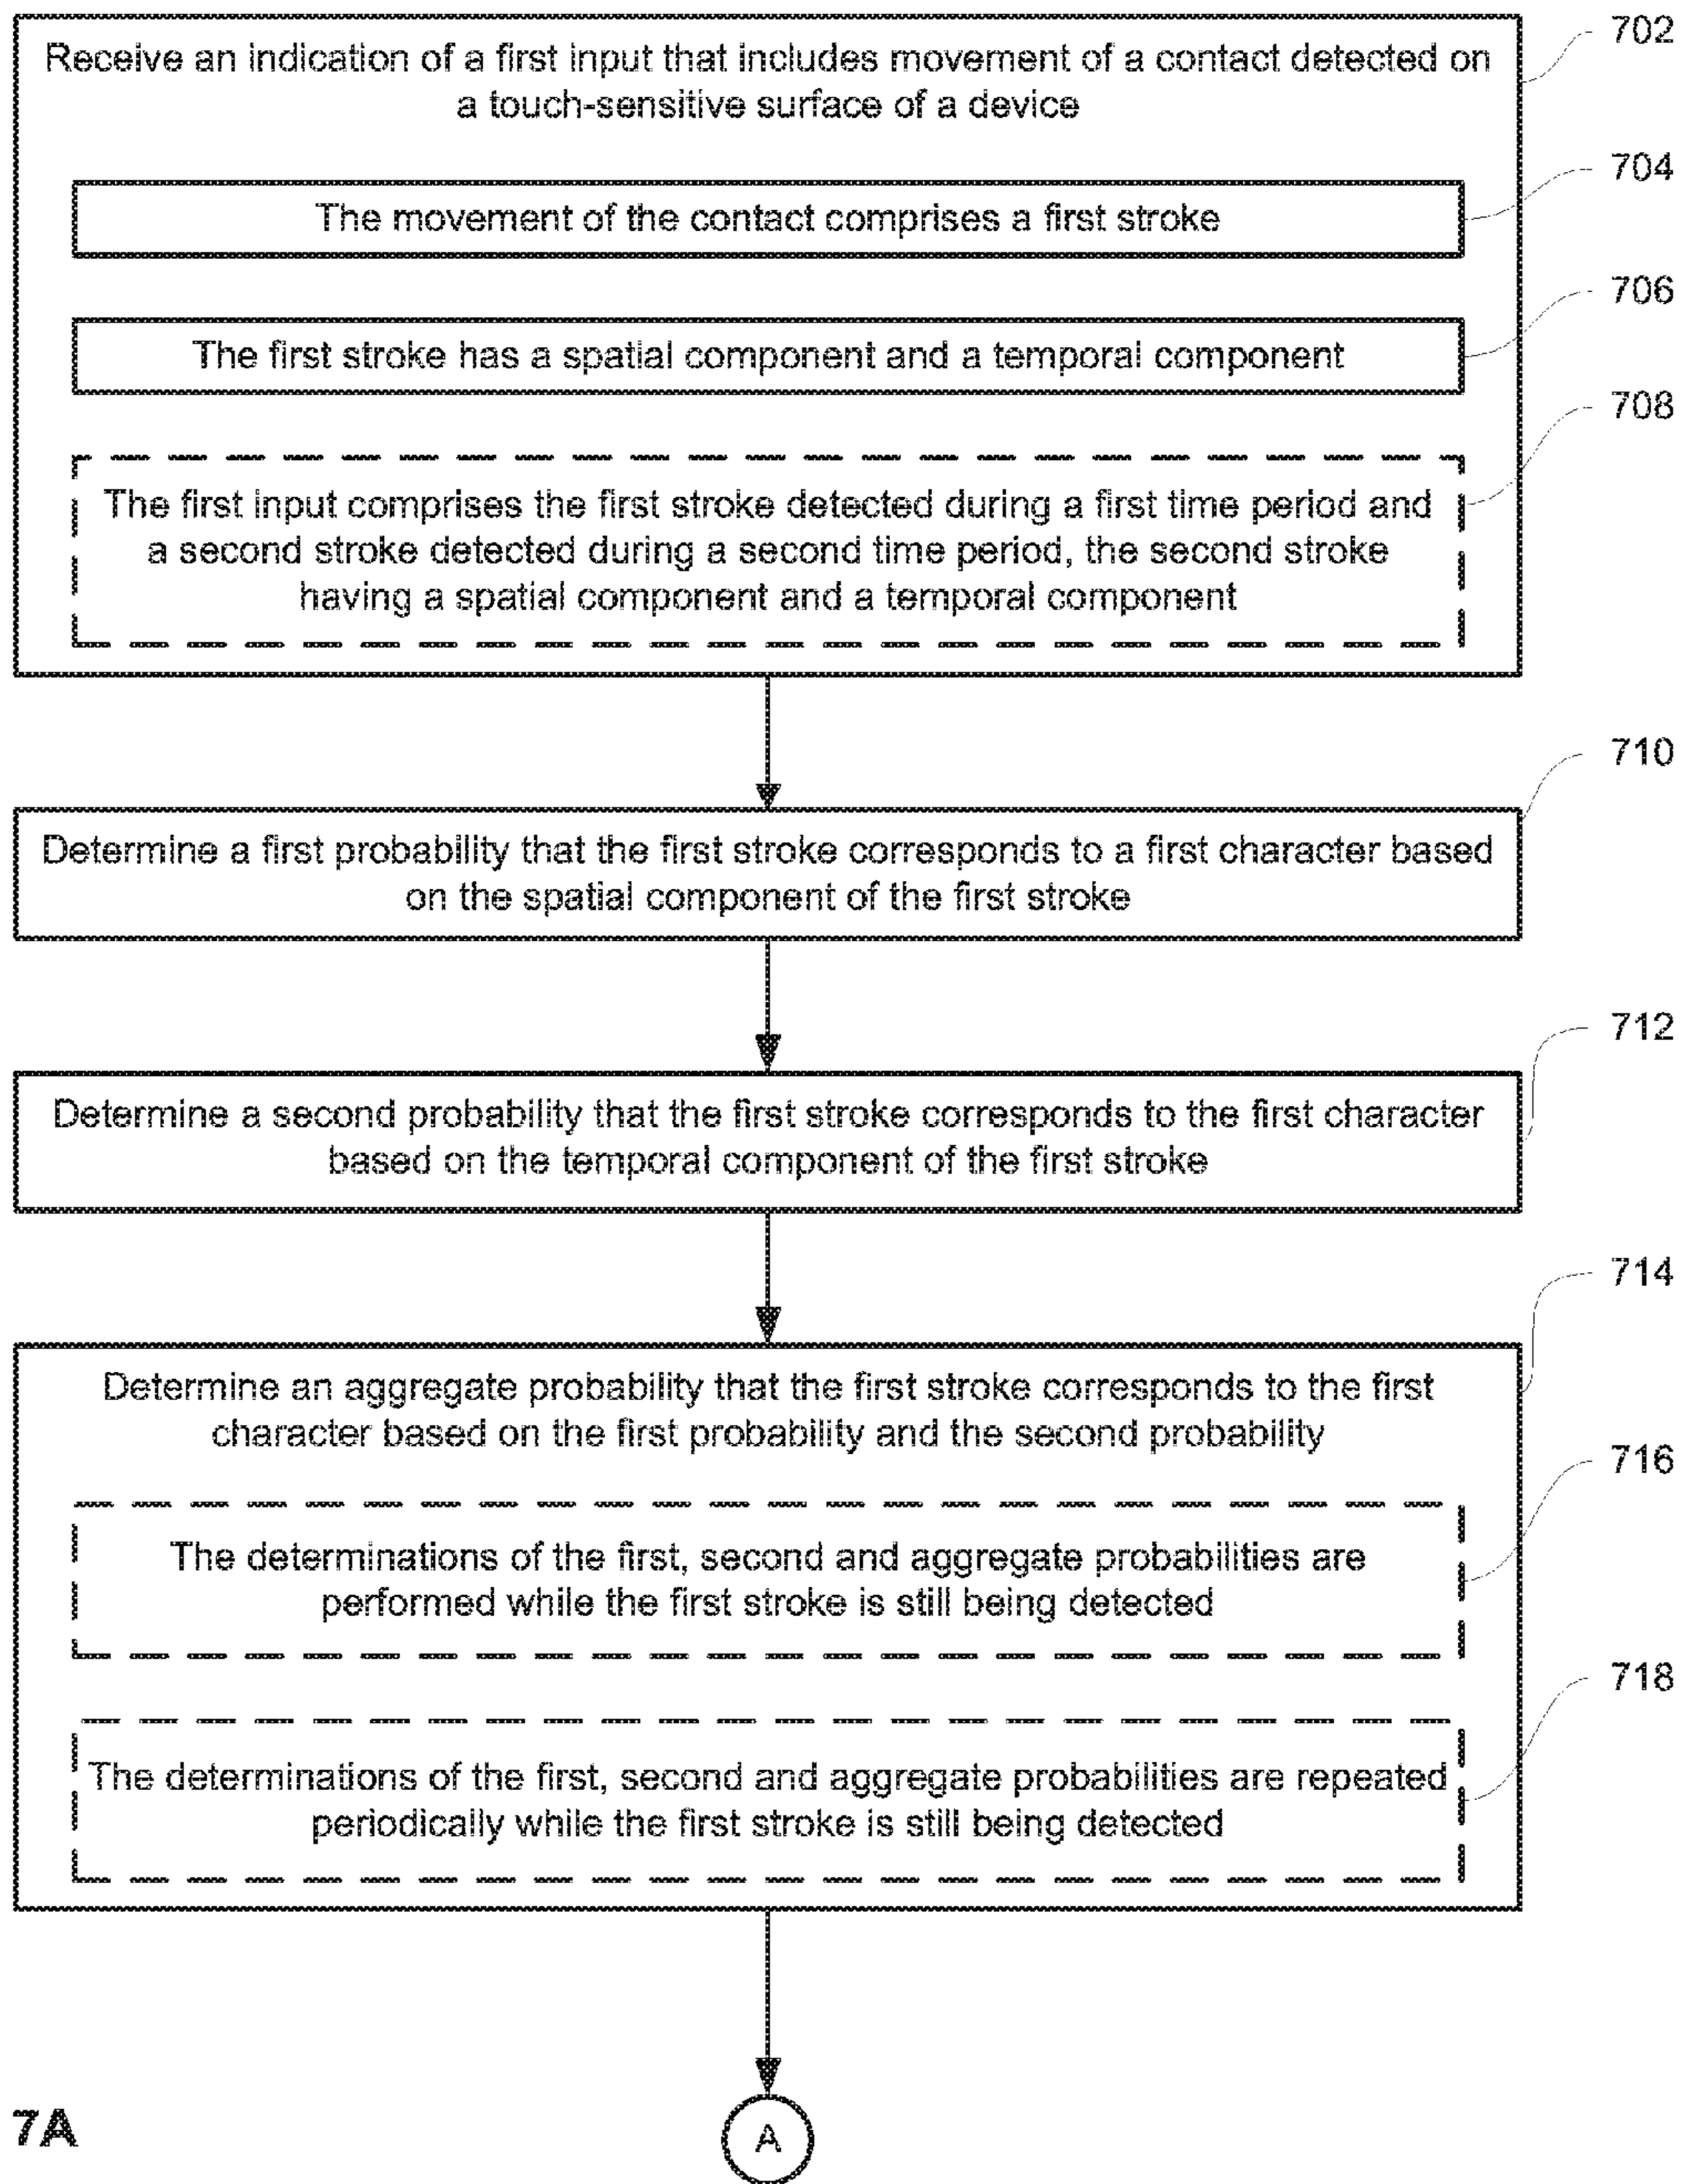 702
Receive an indication of a first input that includes movement of a contact detected on
a touch-sensitive surface of a device
704
The movement of the contact comprises a first stroke
706
The first stroke has a spatial component and a temporal component
708
The first input comprises the first stroke detected during a first time period and
a second stroke detected during a second time period, the second stroke
having a spatial component and a temporal component
710
Determine a first probability that the first stroke corresponds to a first character based
on the spatial component of the first stroke
712
Determine a second probability that the first stroke corresponds to the first character
based on the temporal component of the first stroke
714
Determine an aggregate probability that the first stroke corresponds to the first
character based on the first probability and the second probability
716
The determinations of the first, second and aggregate probabilities are
performed while the first stroke is still being detected
718
The determinations of the first, second and aggregate probabilities are repeated
periodically while the first stroke is still being detected
7A
A